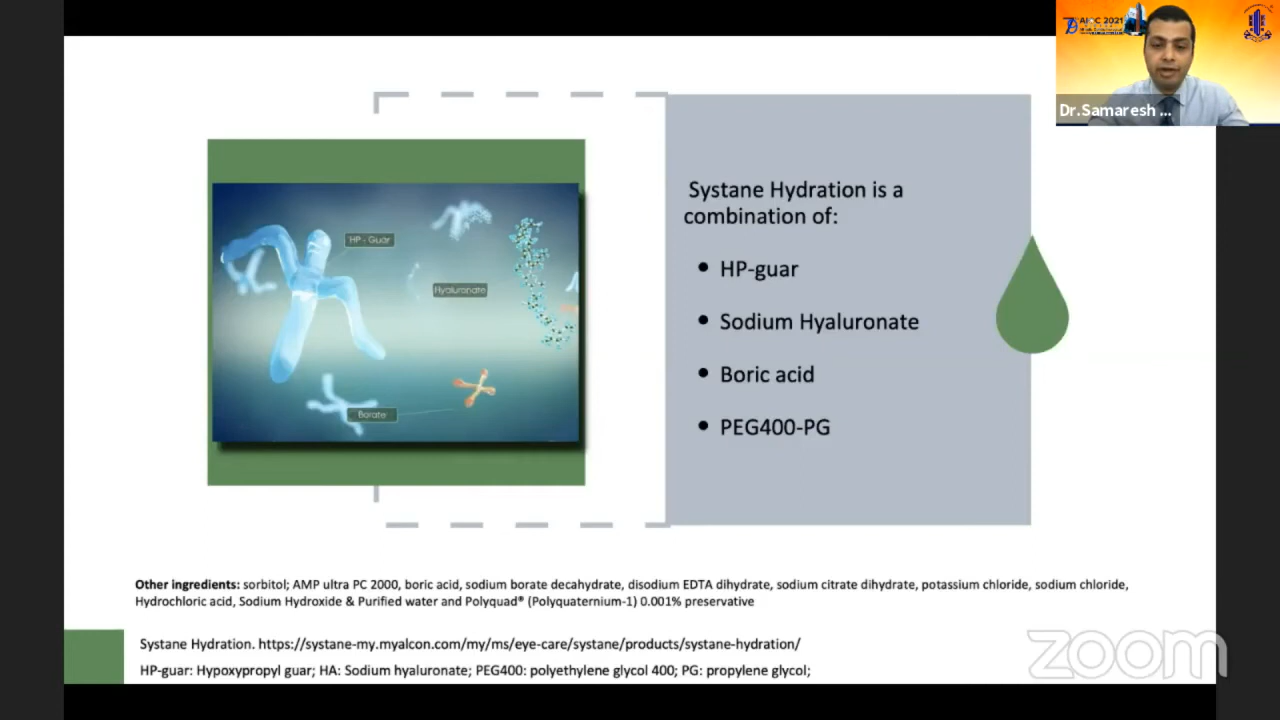 AIOC 2021
Dr.Samaresh ...
HP - Guar
Hyaluronate
Borate
Systane Hydration is a
combination of:
• HP-guar
• Sodium Hyaluronate
• Boric acid
• PEG400-PG
Other ingredients: sorbitol; AMP ultra PC 2000, boric acid, sodium borate decahydrate, disodium EDTA dihydrate, sodium citrate dihydrate, potassium chloride, sodium chloride,
Hydrochloric acid, Sodium Hydroxide & Purified water and Polyquad® (Polyquaternium-1) 0.001% preservative
Systane Hydration. https://systane-my.myalcon.com/my/ms/eye-care/systane/products/systane-hydration/
HP-guar: Hypoxypropyl guar; HA: Sodium hyaluronate; PEG400: polyethylene glycol 400; PG: propylene glycol;
zoom